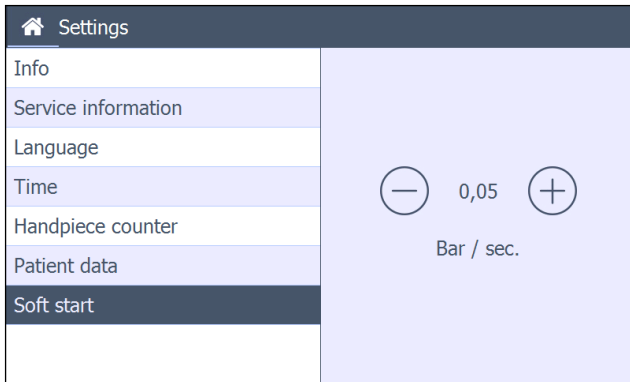 Settings
Info
Service information
Language
Time
Handpiece counter
Patient data
Soft start
0,05
Bar / sec.